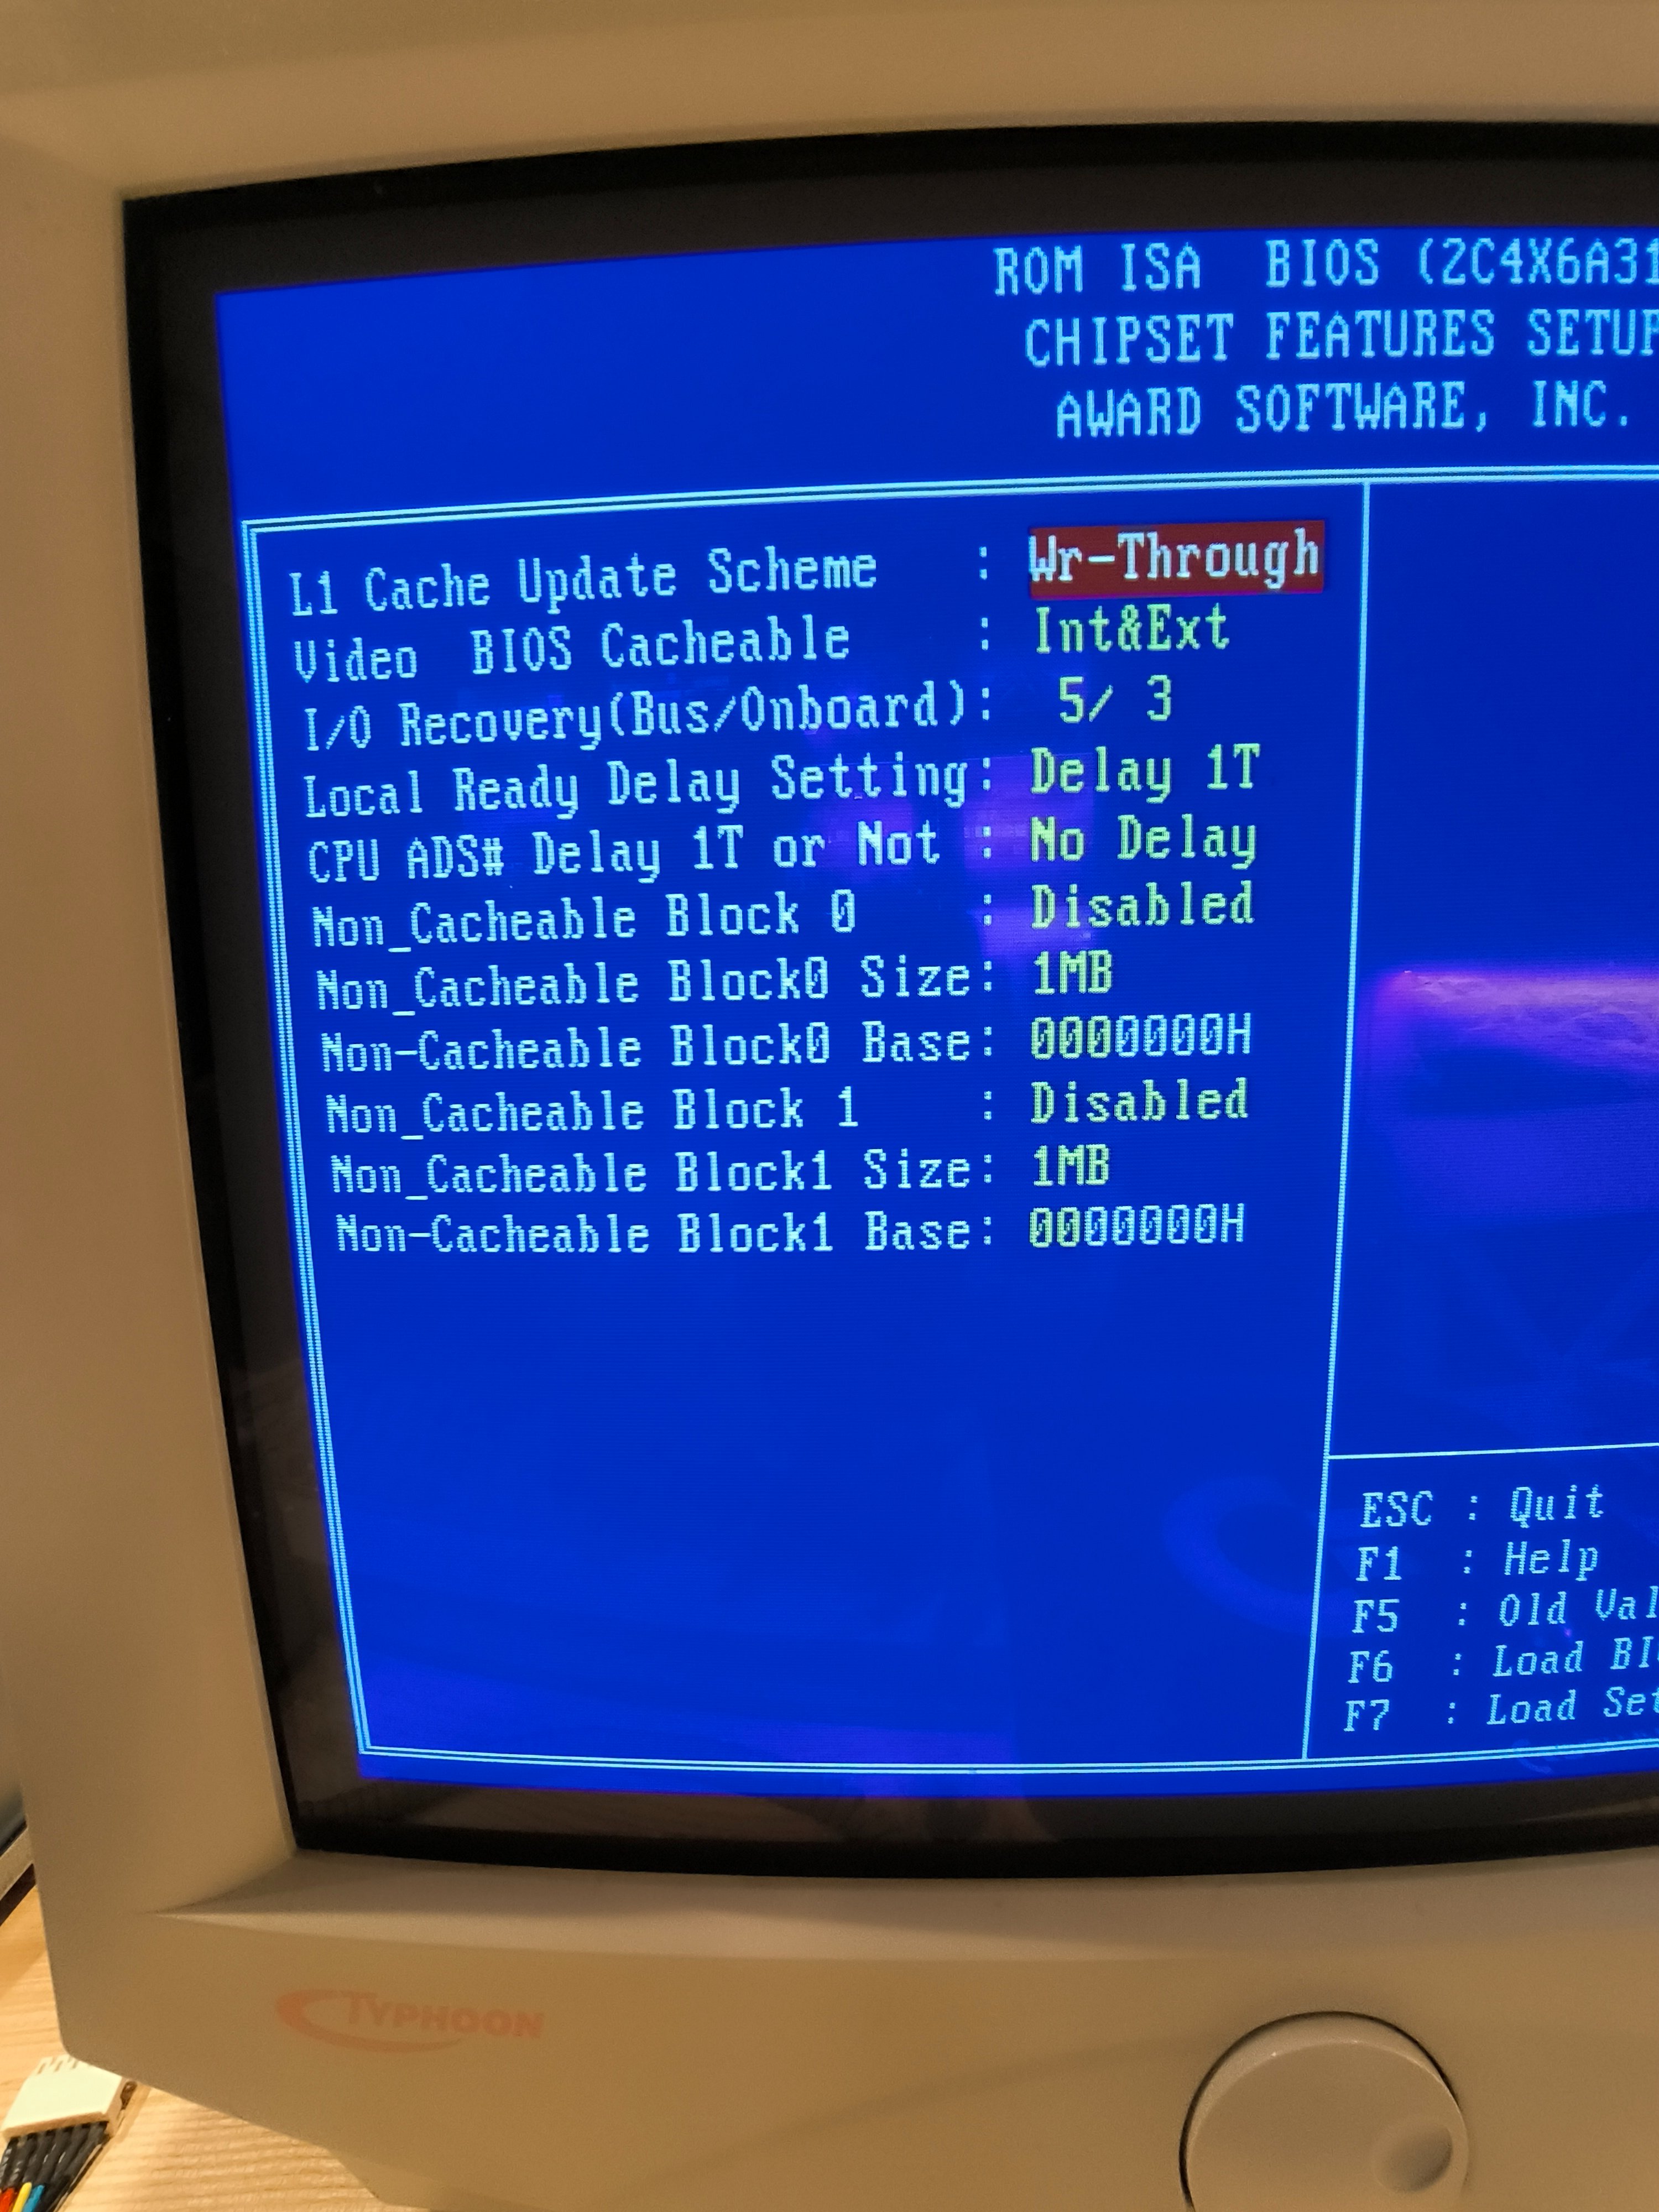 ROM ISA  BIOS (2C4X6A31
CHIPSET FEATURES SETUP
AWARD SOFTWARE, INC.
L1 Cache Update Scheme   : Wr-Through
Video  BIOS Cacheable    : Int&Ext
I/O Recovery(Bus/Onboard):  5/ 3
Local Ready Delay Setting: Delay 1T
CPU ADS# Delay 1T or Not : No Delay
Non_Cacheable Block 0    : Disabled
Non_Cacheable Block0 Size: 1MB
Non-Cacheable Block0 Base: 0000000H
Non_Cacheable Block 1    : Disabled
Non_Cacheable Block1 Size: 1MB
Non-Cacheable Block1 Base: 0000000H
ESC : Quit
F1  : Help
F5  : Old Val
F6  : Load BI
F7  : Load Set
TYPHOON